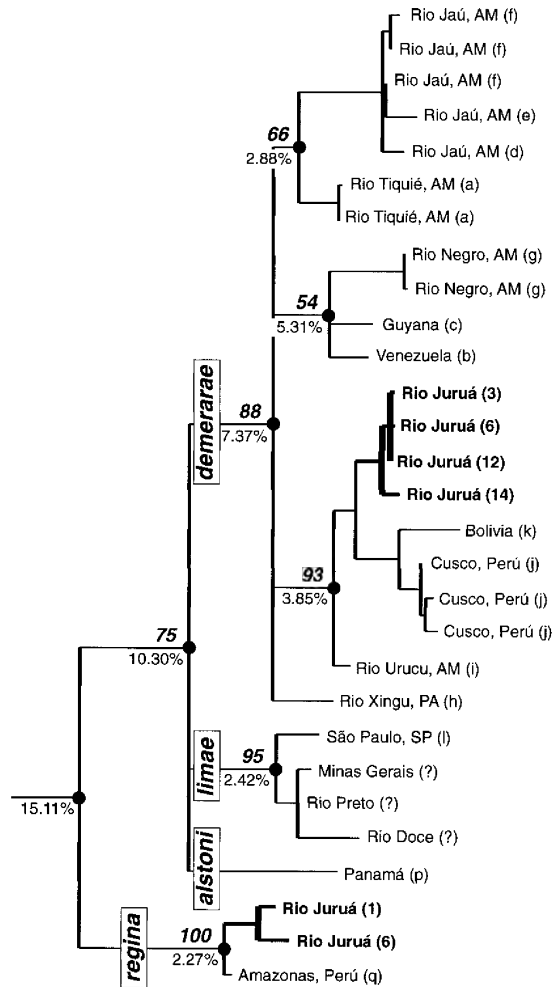 Rio Jaú, AM (f)
Rio Jaú, AM (f)
Rio Jaú, AM (f)
Rio Jaú, AM (e)
66
2.88%
Rio Jaú, AM (d)
Rio Tiquié, AM (a)
Rio Tiquié, AM (a)
Rio Negro, AM (g)
Rio Negro, AM (g)
54
5.31%
Guyana (c)
Venezuela (b)
demerarae
88
7.37%
Rio Juruá (3)
Rio Juruá (6)
Rio Juruá (12)
Rio Juruá (14)
Bolivia (k)
Cusco, Perú (j)
93
3.85%
Cusco, Perú (j)
Cusco, Perú (j)
75
10.30%
Rio Urucu, AM (i)
Rio Xingu, PA (h)
São Paulo, SP (l)
limae
95
2.42%
Minas Gerais (?)
Rio Preto (?)
15.11%
Rio Doce (?)
alstoni
Panamá (p)
regina
Rio Juruá (1)
100
2.27%
Rio Juruá (6)
Amazonas, Perú (q)